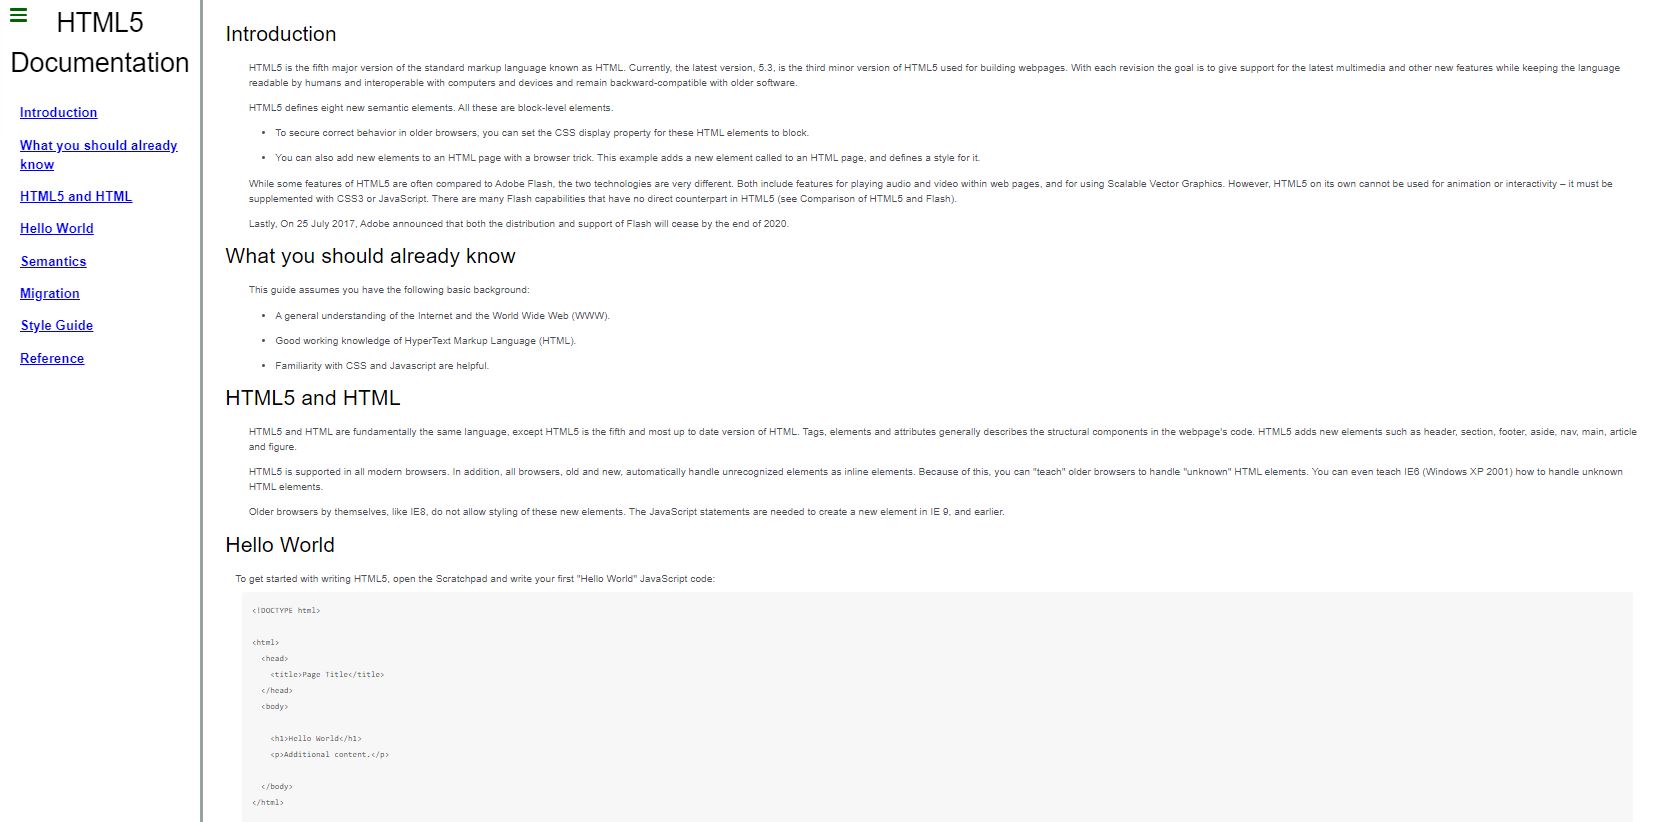 HTML5
Documentation
Introduction
What you should already
know
HTML5 and HTML
Hello World
Semantics
Migration
Style Guide
Reference
Introduction
HTML5 is the fifth major version of the standard markup language known as HTML. Currently, the latest version, 5.3, is the third minor version of HTML5 used for building webpages. With each revision the goal is to give support for the latest multimedia and other new features while keeping the language
readable by humans and interoperable with computers and devices and remain backward-compatible with older software.
HTML5 defines eight new semantic elements. All these are block-level elements.
• To secure correct behavior in older browsers, you can set the CSS display property for these HTML elements to block.
• You can also add new elements to an HTML page with a browser trick. This example adds a new element called to an HTML page, and defines a style for it.
While some features of HTML5 are often compared to Adobe Flash, the two technologies are very different. Both include features for playing audio and video within web pages, and for using Scalable Vector Graphics. However, HTML5 on its own cannot be used for animation or interactivity – it must be
supplemented with CSS3 or JavaScript. There are many Flash capabilities that have no direct counterpart in HTML5 (see Comparison of HTML5 and Flash).
Lastly, On 25 July 2017, Adobe announced that both the distribution and support of Flash will cease by the end of 2020.
What you should already know
This guide assumes you have the following basic background:
• A general understanding of the Internet and the World Wide Web (WWW).
• Good working knowledge of HyperText Markup Language (HTML).
• Familiarity with CSS and Javascript are helpful.
HTML5 and HTML
HTML5 and HTML are fundamentally the same language, except HTML5 is the fifth and most up to date version of HTML. Tags, elements and attributes generally describes the structural components in the webpage's code. HTML5 adds new elements such as header, section, footer, aside, nav, main, article
and figure.
HTML5 is supported in all modern browsers. In addition, all browsers, old and new, automatically handle unrecognized elements as inline elements. Because of this, you can "teach" older browsers to handle "unknown" HTML elements. You can even teach IE6 (Windows XP 2001) how to handle unknown
HTML elements.
Older browsers by themselves, like IE8, do not allow styling of these new elements. The JavaScript statements are needed to create a new element in IE 9, and earlier.
Hello World
To get started with writing HTML5, open the Scratchpad and write your first "Hello World" JavaScript code:
<!DOCTYPE html>
<html>
<head>
<title>Page Title</title>
</head>
<body>
<h1>Hello World</h1>
<p>Additional content.</p>
</body>
</html>